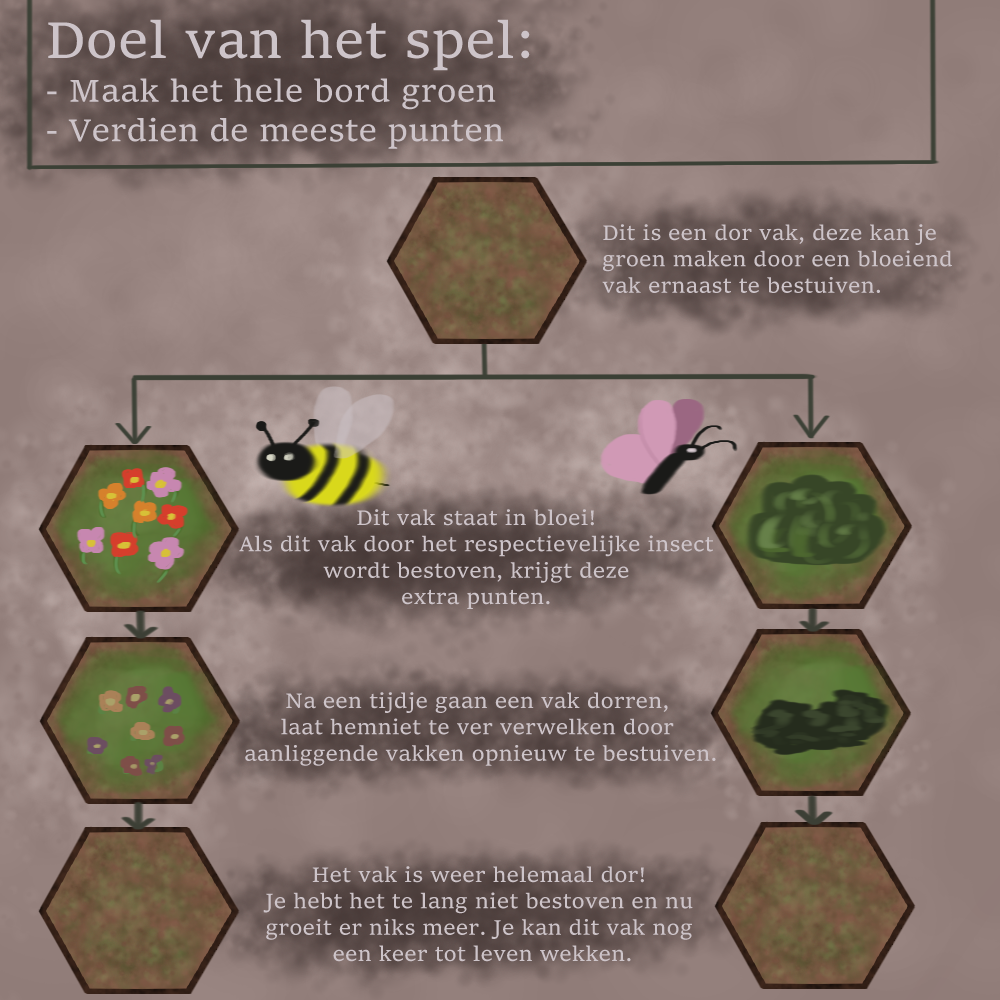 Doel van het spel:
- Maak het hele bord groen
- Verdien de meeste punten
Dit is een dor vak, deze kan je
groen maken door een bloeiend
vak ernaast te bestuiven.
Dit vak staat in bloei!
Als dit vak door het respectievelijke insect
wordt bestoven, krijgt deze
extra punten.
Na een tijdje gaan een vak dorren,
laat hemniet te ver verwelken door
aanliggende vakken opnieuw te bestuiven.
Het vak is weer helemaal dor!
Je hebt het te lang niet bestoven en nu
groeit er niks meer. Je kan dit vak nog
een keer tot leven wekken.